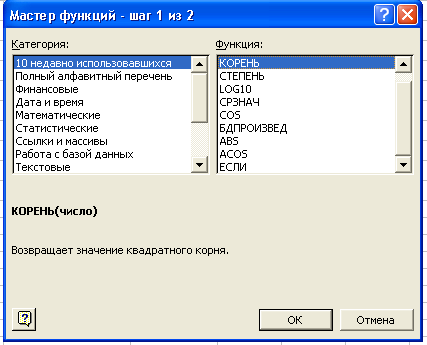 Мастер функций - шаг 1 из 2
Категория:
Функция:
10 недавно использовавшихся
Полный алфавитный перечень
Финансовые
Дата и время
Математические
Статистические
Ссылки и массивы
Работа с базой данных
Текстовые
КОРЕНЬ
СТЕПЕНЬ
LOG10
СРЗНАЧ
COS
БДПРОИЗВЕД
ABS
ACOS
ЕСЛИ
КОРЕНЬ(число)
Возвращает значение квадратного корня.
ОК
Отмена